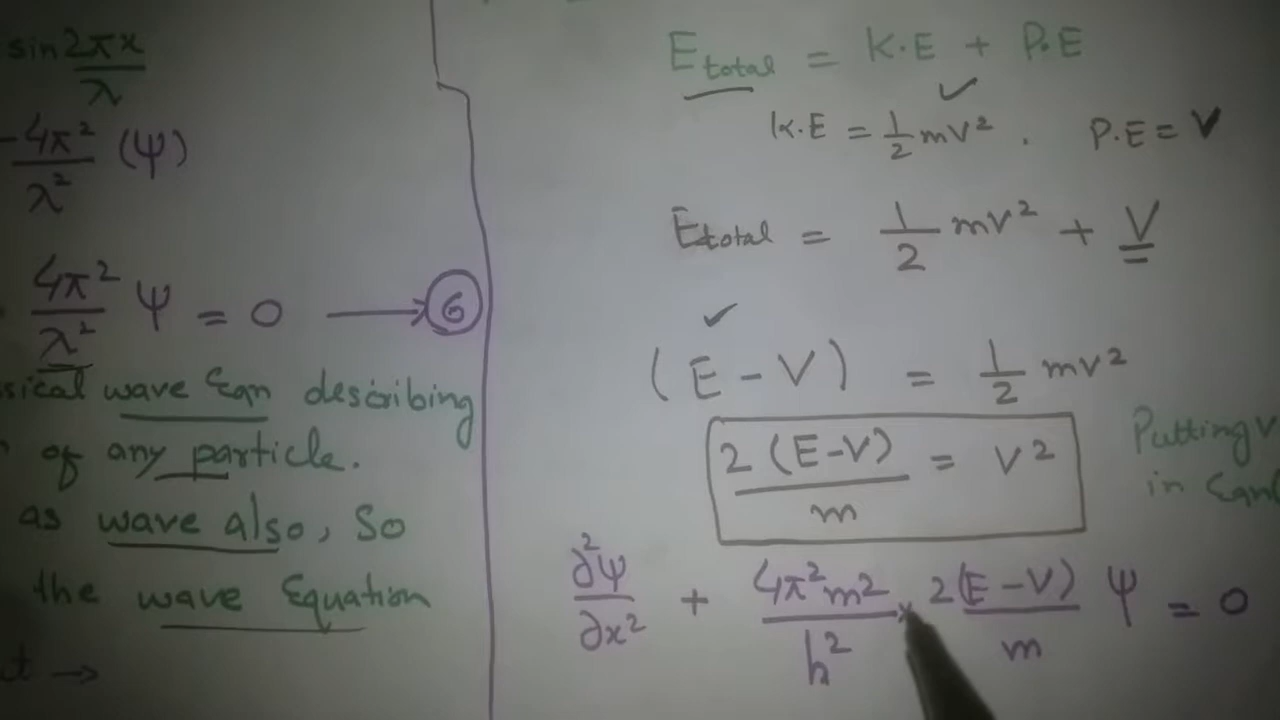 sin 2πx/λ
-4π²/λ² (Ψ)
4π²/λ² Ψ = 0 → 6
wave Eqn describing
of any particle.
as wave also, So
the wave Equation
→
E total = K.E + P.E
K.E = 1/2 mv² . P.E = V
E total = 1/2 mv² + V
(E - V) = 1/2 mv²
2(E-V)/m = v²
Putting v
in Eqn
∂²Ψ/∂x² + 4π²m²/h² × 2(E-V)/m Ψ = 0